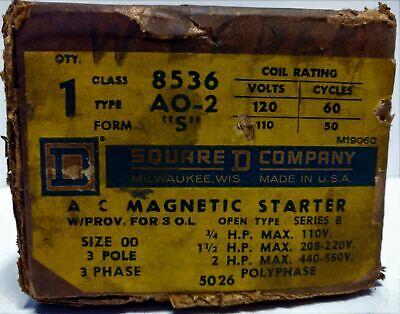 QTY.
1
CLASS 8536
TYPE AO-2
FORM "S"
COIL RATING
VOLTS CYCLES
120 60
110 50
M19060
D
SQUARE D COMPANY
MILWAUKEE, WIS. MADE IN U.S.A.
A C MAGNETIC STARTER
W/PROV. FOR 3 O.L OPEN TYPE SERIES B
SIZE 00
3 POLE
3 PHASE
3/4 H.P. MAX. 110V.
1 1/2 H.P. MAX. 208-220V.
2 H.P. MAX. 440-550V.
POLYPHASE
5026